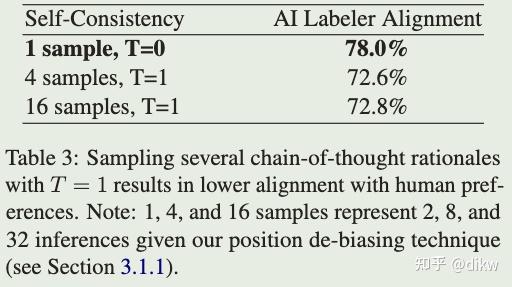 Self-Consistency AI Labeler Alignment
1 sample, T=0 78.0%
4 samples, T=1 72.6%
16 samples, T=1 72.8%
Table 3: Sampling several chain-of-thought rationales
with T = 1 results in lower alignment with human pref-
erences. Note: 1, 4, and 16 samples represent 2, 8, and
32 inferences given our position de-biasing technique
(see Section 3.1.1).
知乎 @dikw